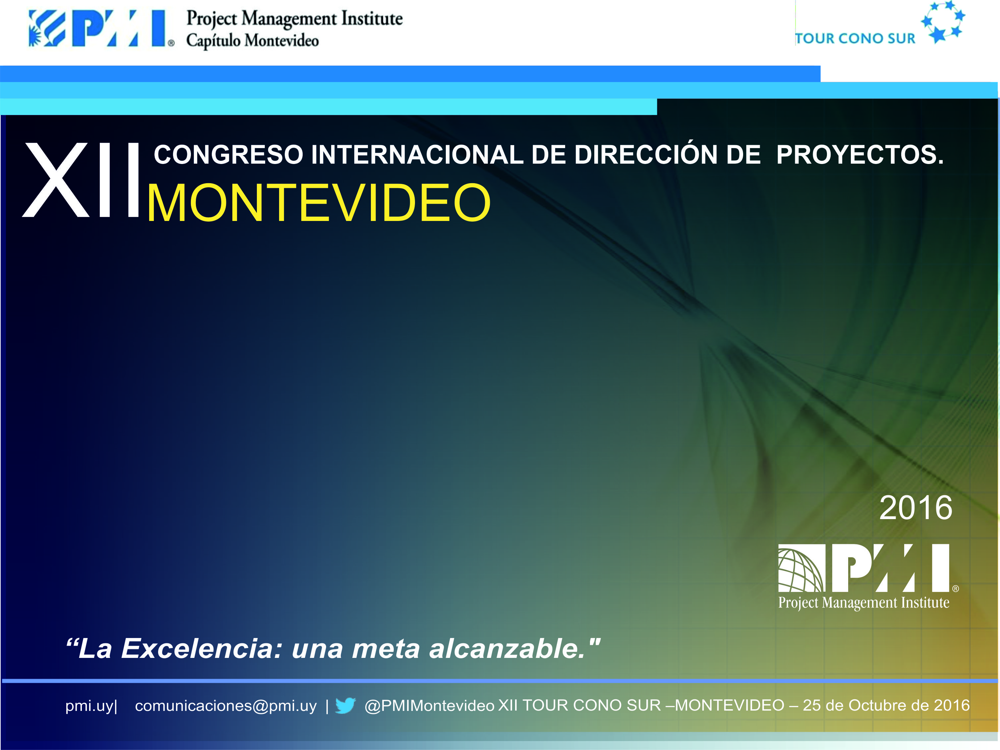 PMI® Project Management Institute
Capítulo Montevideo
TOUR CONO SUR
XII CONGRESO INTERNACIONAL DE DIRECCIÓN DE PROYECTOS.
MONTEVIDEO
2016
PMI®
Project Management Institute
“La Excelencia: una meta alcanzable."
pmi.uy| comunicaciones@pmi.uy | @PMIMontevideo XII TOUR CONO SUR –MONTEVIDEO – 25 de Octubre de 2016